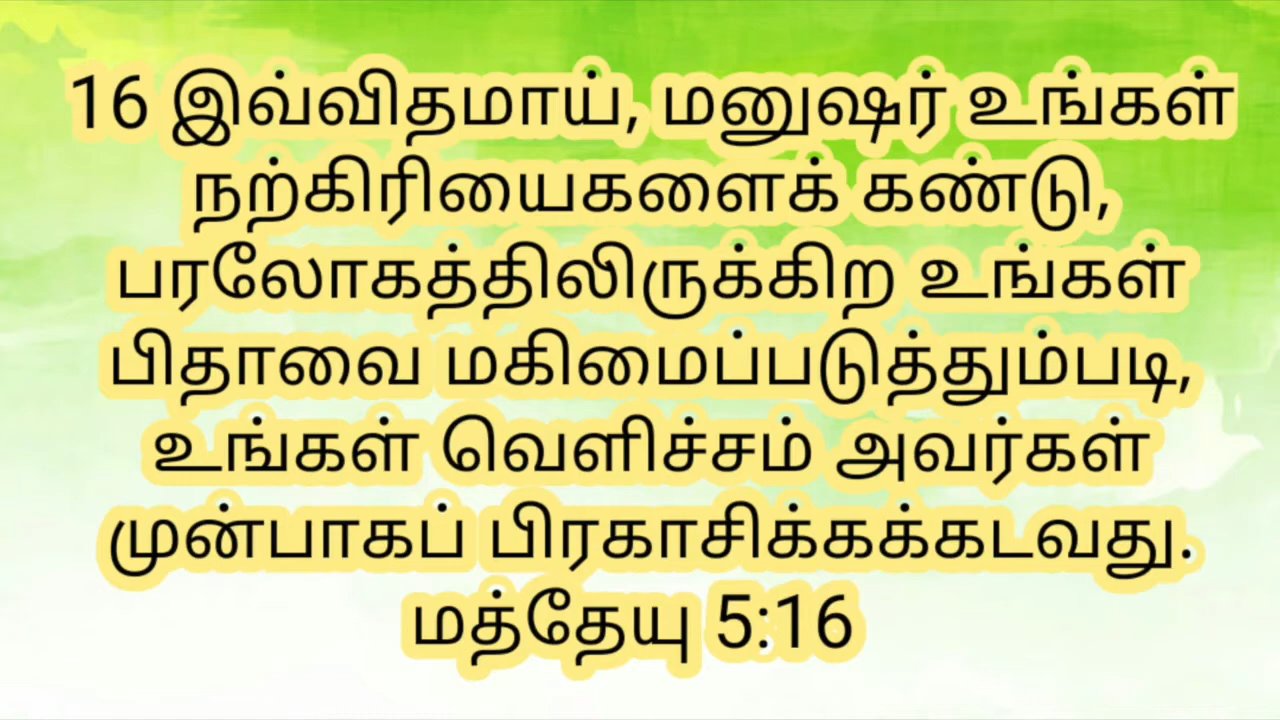 16 இவ்விதமாய், மனுஷர் உங்கள்
நற்கிரியைகளைக் கண்டு,
பரலோகத்திலிருக்கிற உங்கள்
பிதாவை மகிமைப்படுத்தும்படி,
உங்கள் வெளிச்சம் அவர்கள்
முன்பாகப் பிரகாசிக்கக்கடவது.
மத்தேயு 5:16